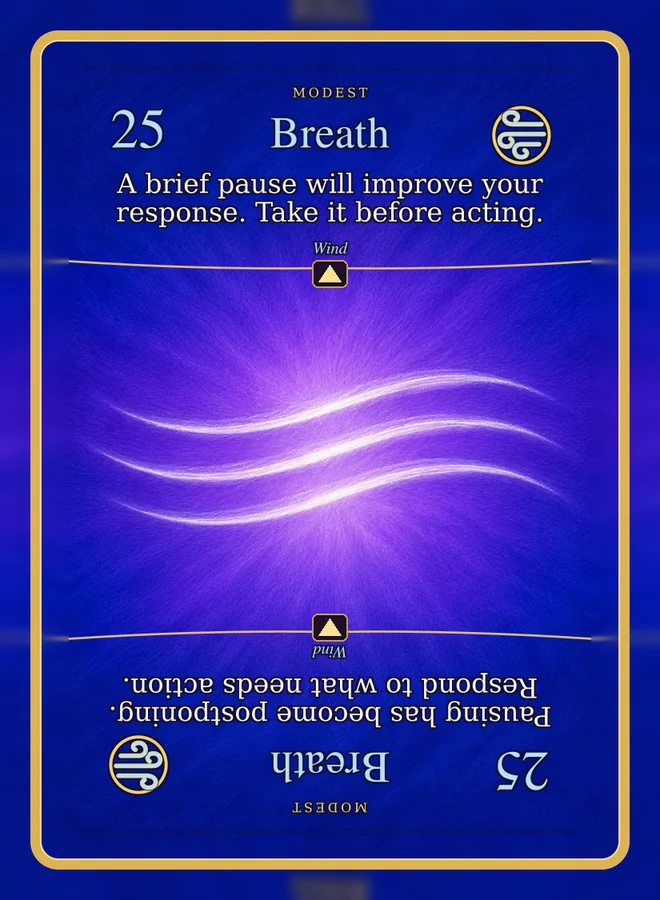 MODEST
25
Breath
A brief pause will improve your
response. Take it before acting.
Wind
Wind
Respond to what needs action.
Pausing has become postponing.
25
Breath
MODEST